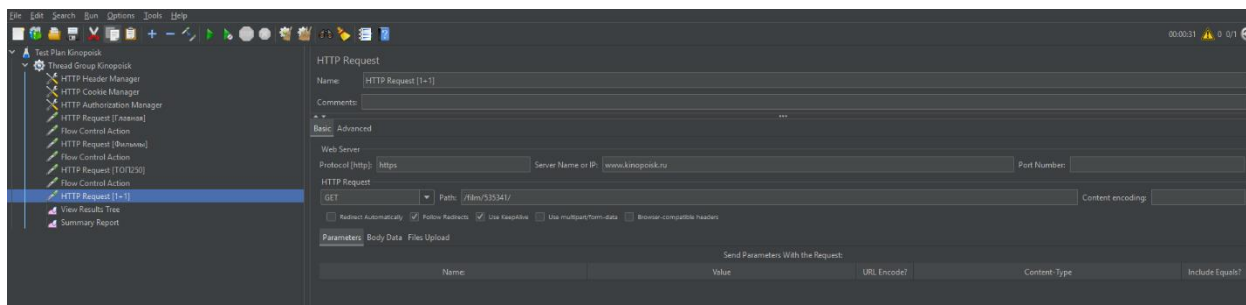 File Edit Search Run Options Tools Help
00:00:31 0 0/1
Test Plan Kinopoisk
Thread Group Kinopoisk
HTTP Header Manager
HTTP Cookie Manager
HTTP Authorization Manager
HTTP Request [Главная]
Flow Control Action
HTTP Request [Фильмы]
Flow Control Action
HTTP Request [ТОП250]
Flow Control Action
HTTP Request [1+1]
View Results Tree
Summary Report
HTTP Request
Name: HTTP Request [1+1]
Comments:
Basic Advanced
Web Server
Protocol [http]: https Server Name or IP: www.kinopoisk.ru Port Number:
HTTP Request
GET Path: /film/535341/ Content encoding:
Redirect Automatically Follow Redirects Use KeepAlive Use multipart/form-data Browser-compatible headers
Parameters Body Data Files Upload
Send Parameters With the Request:
Name: Value URL Encode? Content-Type Include Equals?